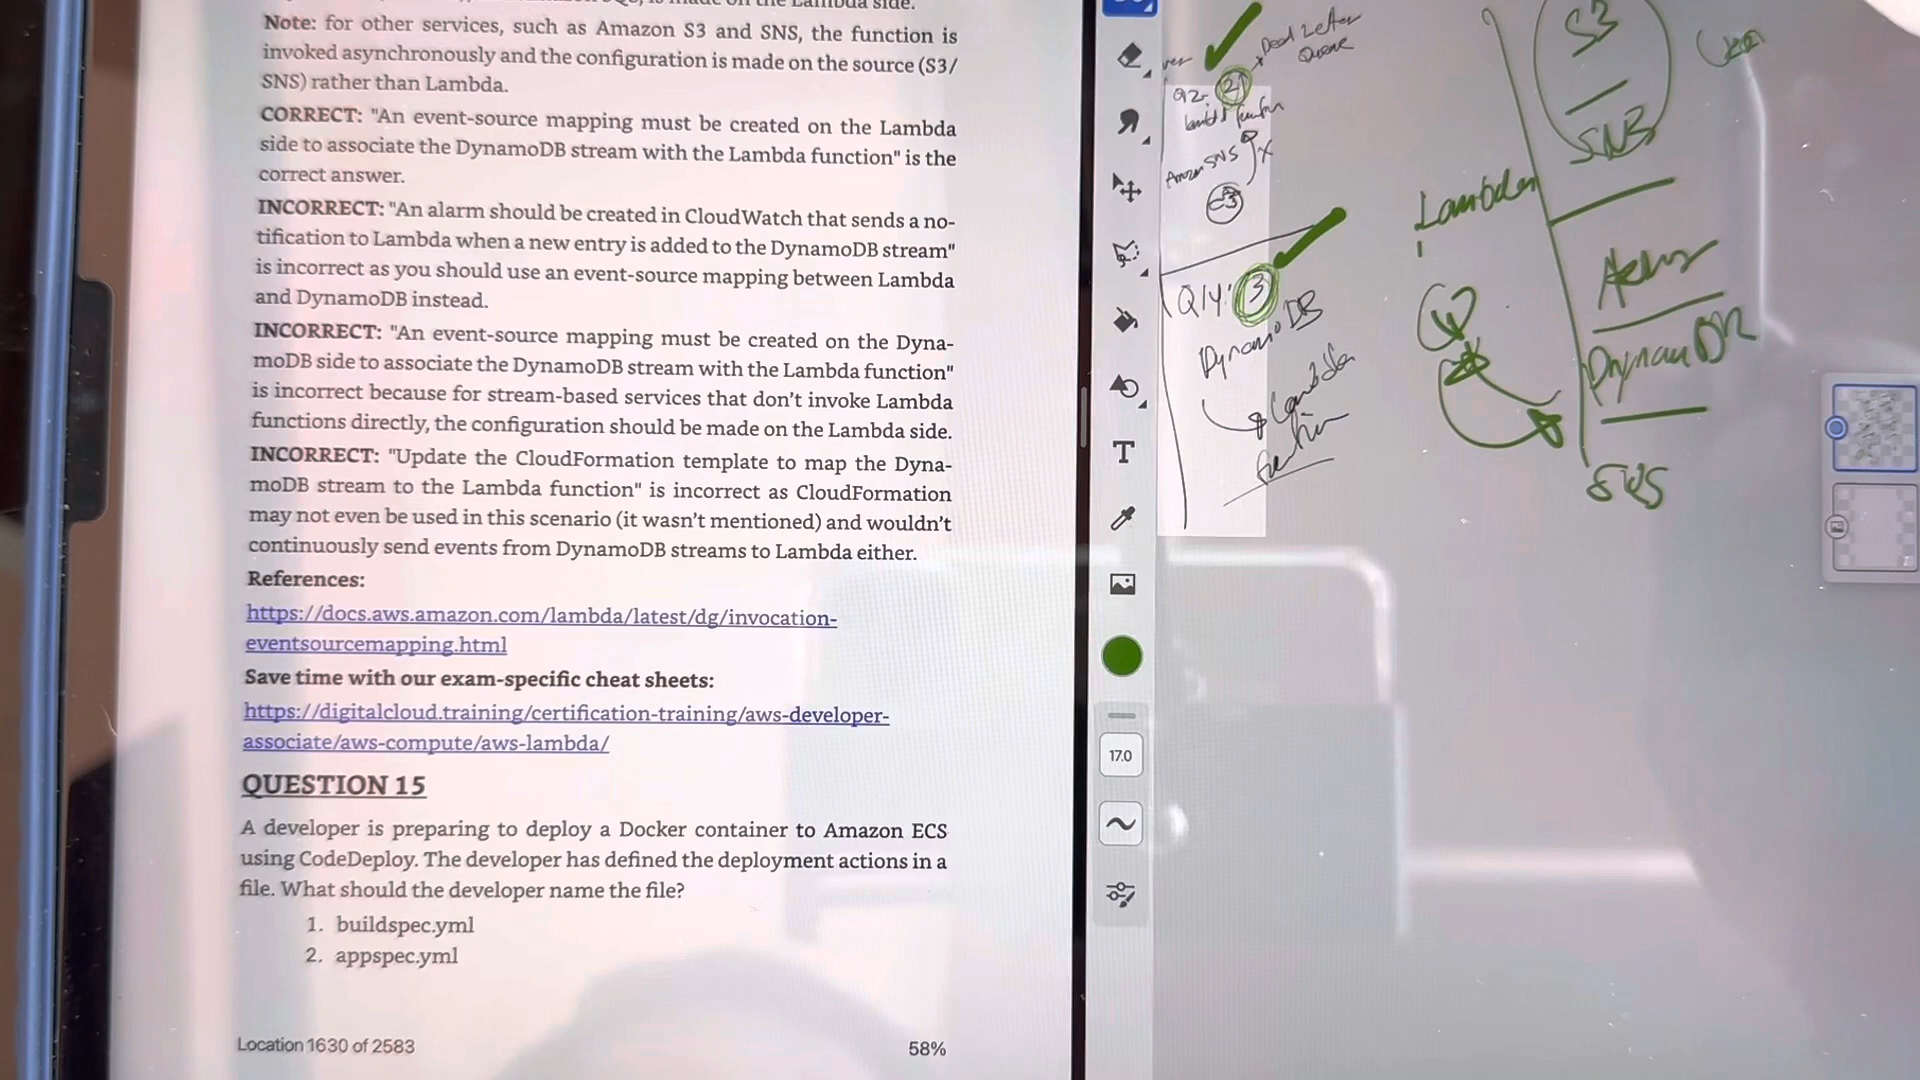 Note: for other services, such as Amazon S3 and SNS, the function is
invoked asynchronously and the configuration is made on the source (S3/
SNS) rather than Lambda.
CORRECT: "An event-source mapping must be created on the Lambda
side to associate the DynamoDB stream with the Lambda function" is the
correct answer.
INCORRECT: "An alarm should be created in CloudWatch that sends a no-
tification to Lambda when a new entry is added to the DynamoDB stream"
is incorrect as you should use an event-source mapping between Lambda
and DynamoDB instead.
INCORRECT: "An event-source mapping must be created on the Dyna-
moDB side to associate the DynamoDB stream with the Lambda function"
is incorrect because for stream-based services that don't invoke Lambda
functions directly, the configuration should be made on the Lambda side.
INCORRECT: "Update the CloudFormation template to map the Dyna-
moDB stream to the Lambda function" is incorrect as CloudFormation
may not even be used in this scenario (it wasn't mentioned) and wouldn't
continuously send events from DynamoDB streams to Lambda either.
References:
https://docs.aws.amazon.com/lambda/latest/dg/invocation-
eventsourcemapping.html
Save time with our exam-specific cheat sheets:
https://digitalcloud.training/certification-training/aws-developer-
associate/aws-compute/aws-lambda/
QUESTION 15
A developer is preparing to deploy a Docker container to Amazon ECS
using CodeDeploy. The developer has defined the deployment actions in a
file. What should the developer name the file?
1. buildspec.yml
2. appspec.yml
Location 1630 of 2583
58%
Dead Letter
Queue
2
Amazon SNS
Q14: 3
Dynamo DB
Lambda
17.0
S3
Lambda